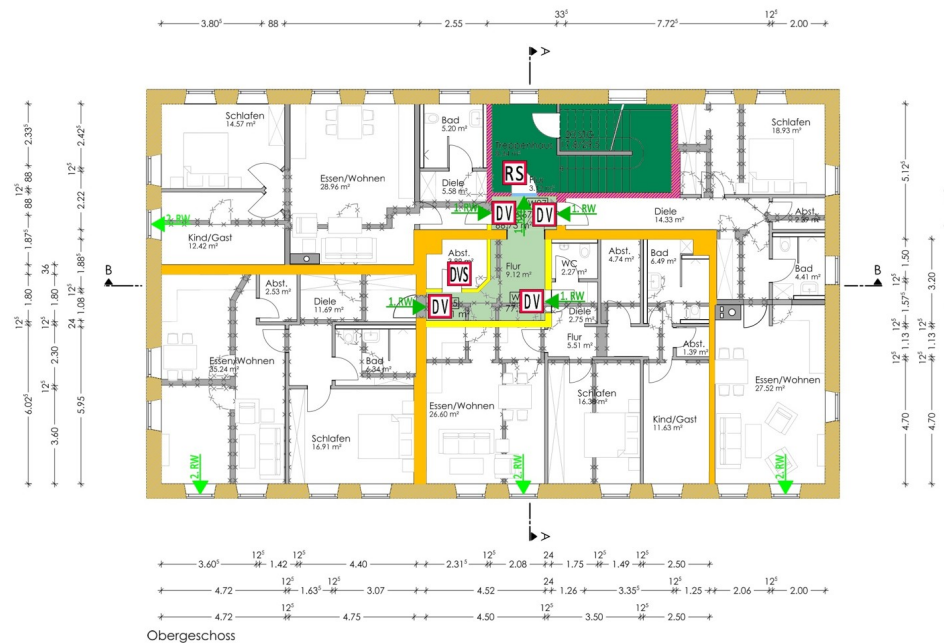 12⁵
33⁵
12⁵
3.80⁵
88
2.55
7.72⁵
2.00
A
Schlafen
14.57 m²
Essen/Wohnen
28.96 m²
Bad
5.20 m²
Diele
5.58 m²
Kind/Gast
12.42 m²
2. RW
RS
DV
DV
1. RW
1. RW
Schlafen
18.93 m²
Diele
14.33 m²
Abst.
Bad
4.41 m²
B
B
Abst.
DVS
Flur
9.12 m²
WC
2.27 m²
Abst.
4.74 m²
Bad
6.49 m²
Abst.
2.53 m²
Diele
11.69 m²
1. RW
DV
DV
1. RW
Diele
2.75 m²
Flur
5.51 m²
Abst.
1.39 m²
Essen/Wohnen
35.24 m²
Bad
6.34 m²
Schlafen
16.91 m²
Essen/Wohnen
26.60 m²
Schlafen
Kind/Gast
11.63 m²
Essen/Wohnen
27.52 m²
2. RW
2. RW
2. RW
2.33⁵
12⁵
88
12⁵
88
1.87⁵
12⁵
1.80
12⁵
6.02⁵
36
1.80
12⁵
2.30
12⁵
3.60
2.42⁵
12⁵
2.22
12⁵
1.88⁵
12⁵
1.08
24
5.95
5.12⁵
12⁵
1.50
12⁵
1.57⁵
12⁵
1.13
12⁵
4.70
3.20
12⁵
1.13
12⁵
4.70
A
3.60⁵
12⁵
1.42
12⁵
4.40
2.31⁵
12⁵
2.08
24
1.75
12⁵
1.49
12⁵
2.50
4.72
12⁵
1.63⁵
12⁵
3.07
4.52
24
1.26
12⁵
3.35⁵
12⁵
1.25
2.06
12⁵
2.00
4.72
12⁵
4.75
4.50
12⁵
3.50
12⁵
2.50
Obergeschoss